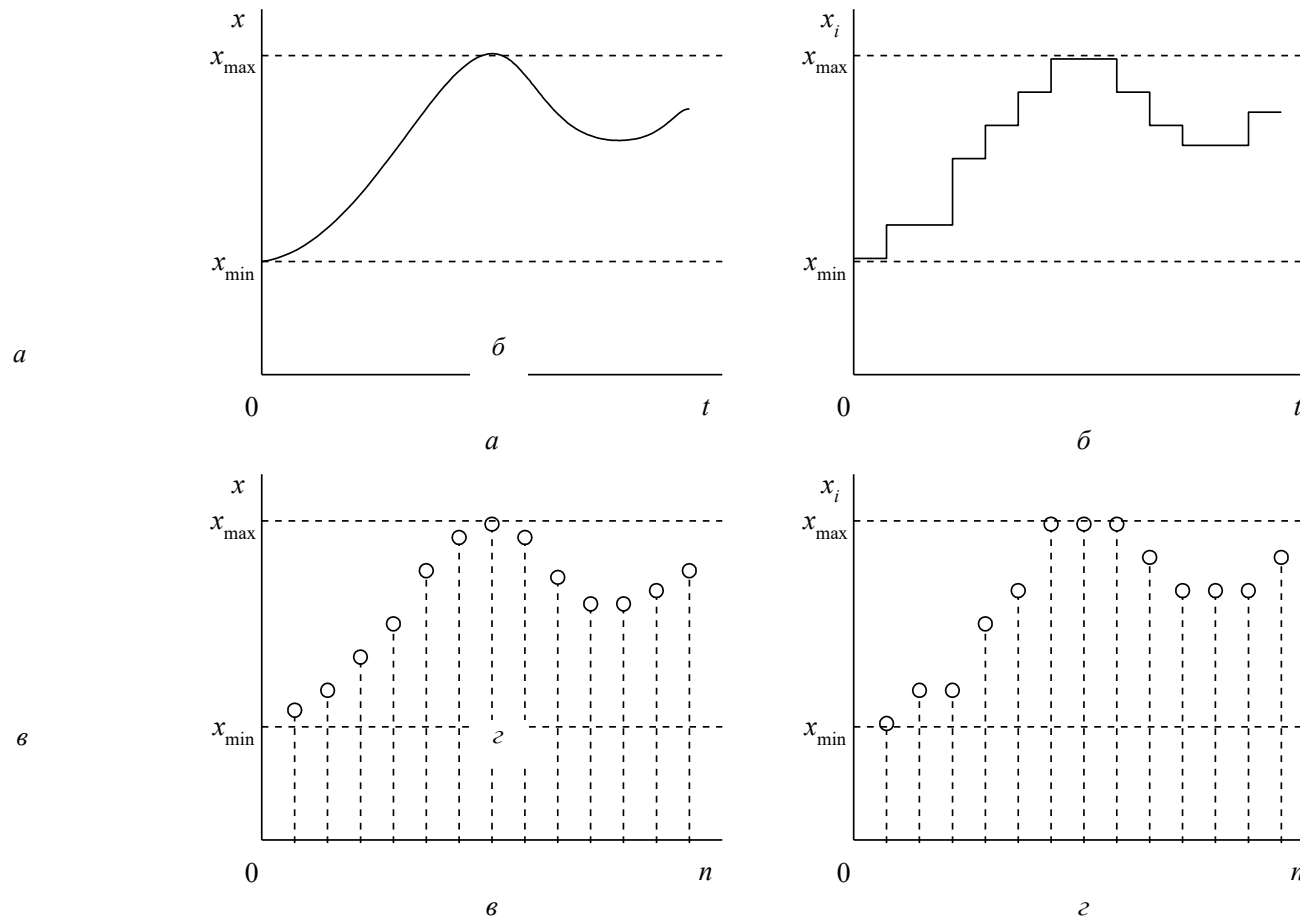 x
x_max
x_min
а
б
0
t
а
x_i
x_max
x_min
0
t
б
x
x_max
x_min
в
г
0
n
в
x_i
x_max
x_min
0
n
г